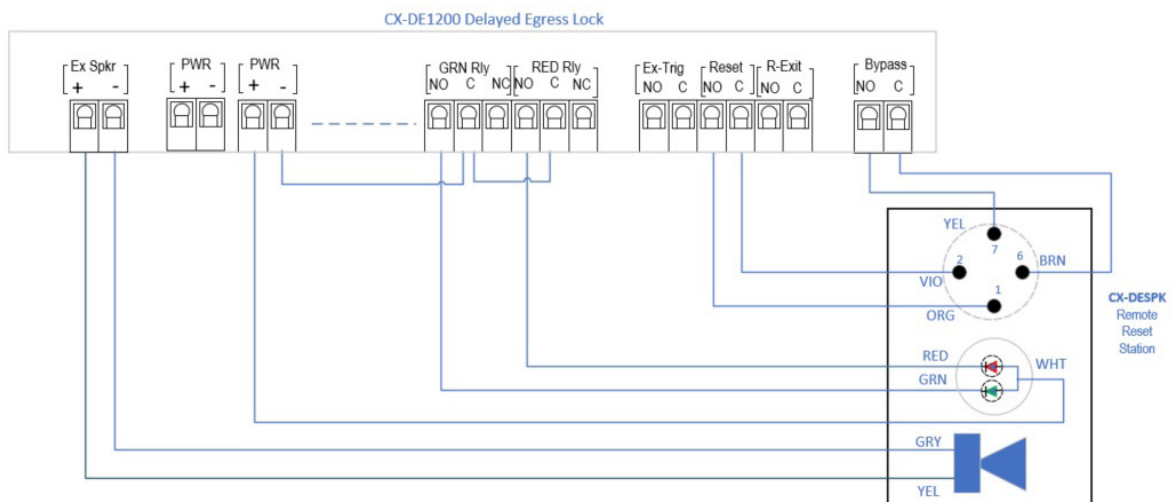 CX-DE1200 Delayed Egress Lock
Ex Spkr
+ -
PWR
+ -
PWR
+ -
GRN Rly
NO C NC
RED Rly
NO C NC
Ex-Trig
NO C
Reset
NO C
R-Exit
NO C
Bypass
NO C
YEL
7
2
6
BRN
VIO
1
ORG
CX-DESPK
Remote
Reset
Station
RED
WHT
GRN
GRY
YEL